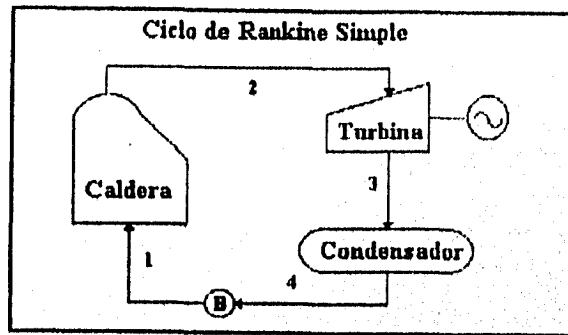 Ciclo de Rankine Simple
2
Turbina
Caldera
3
Condensador
1
4
B